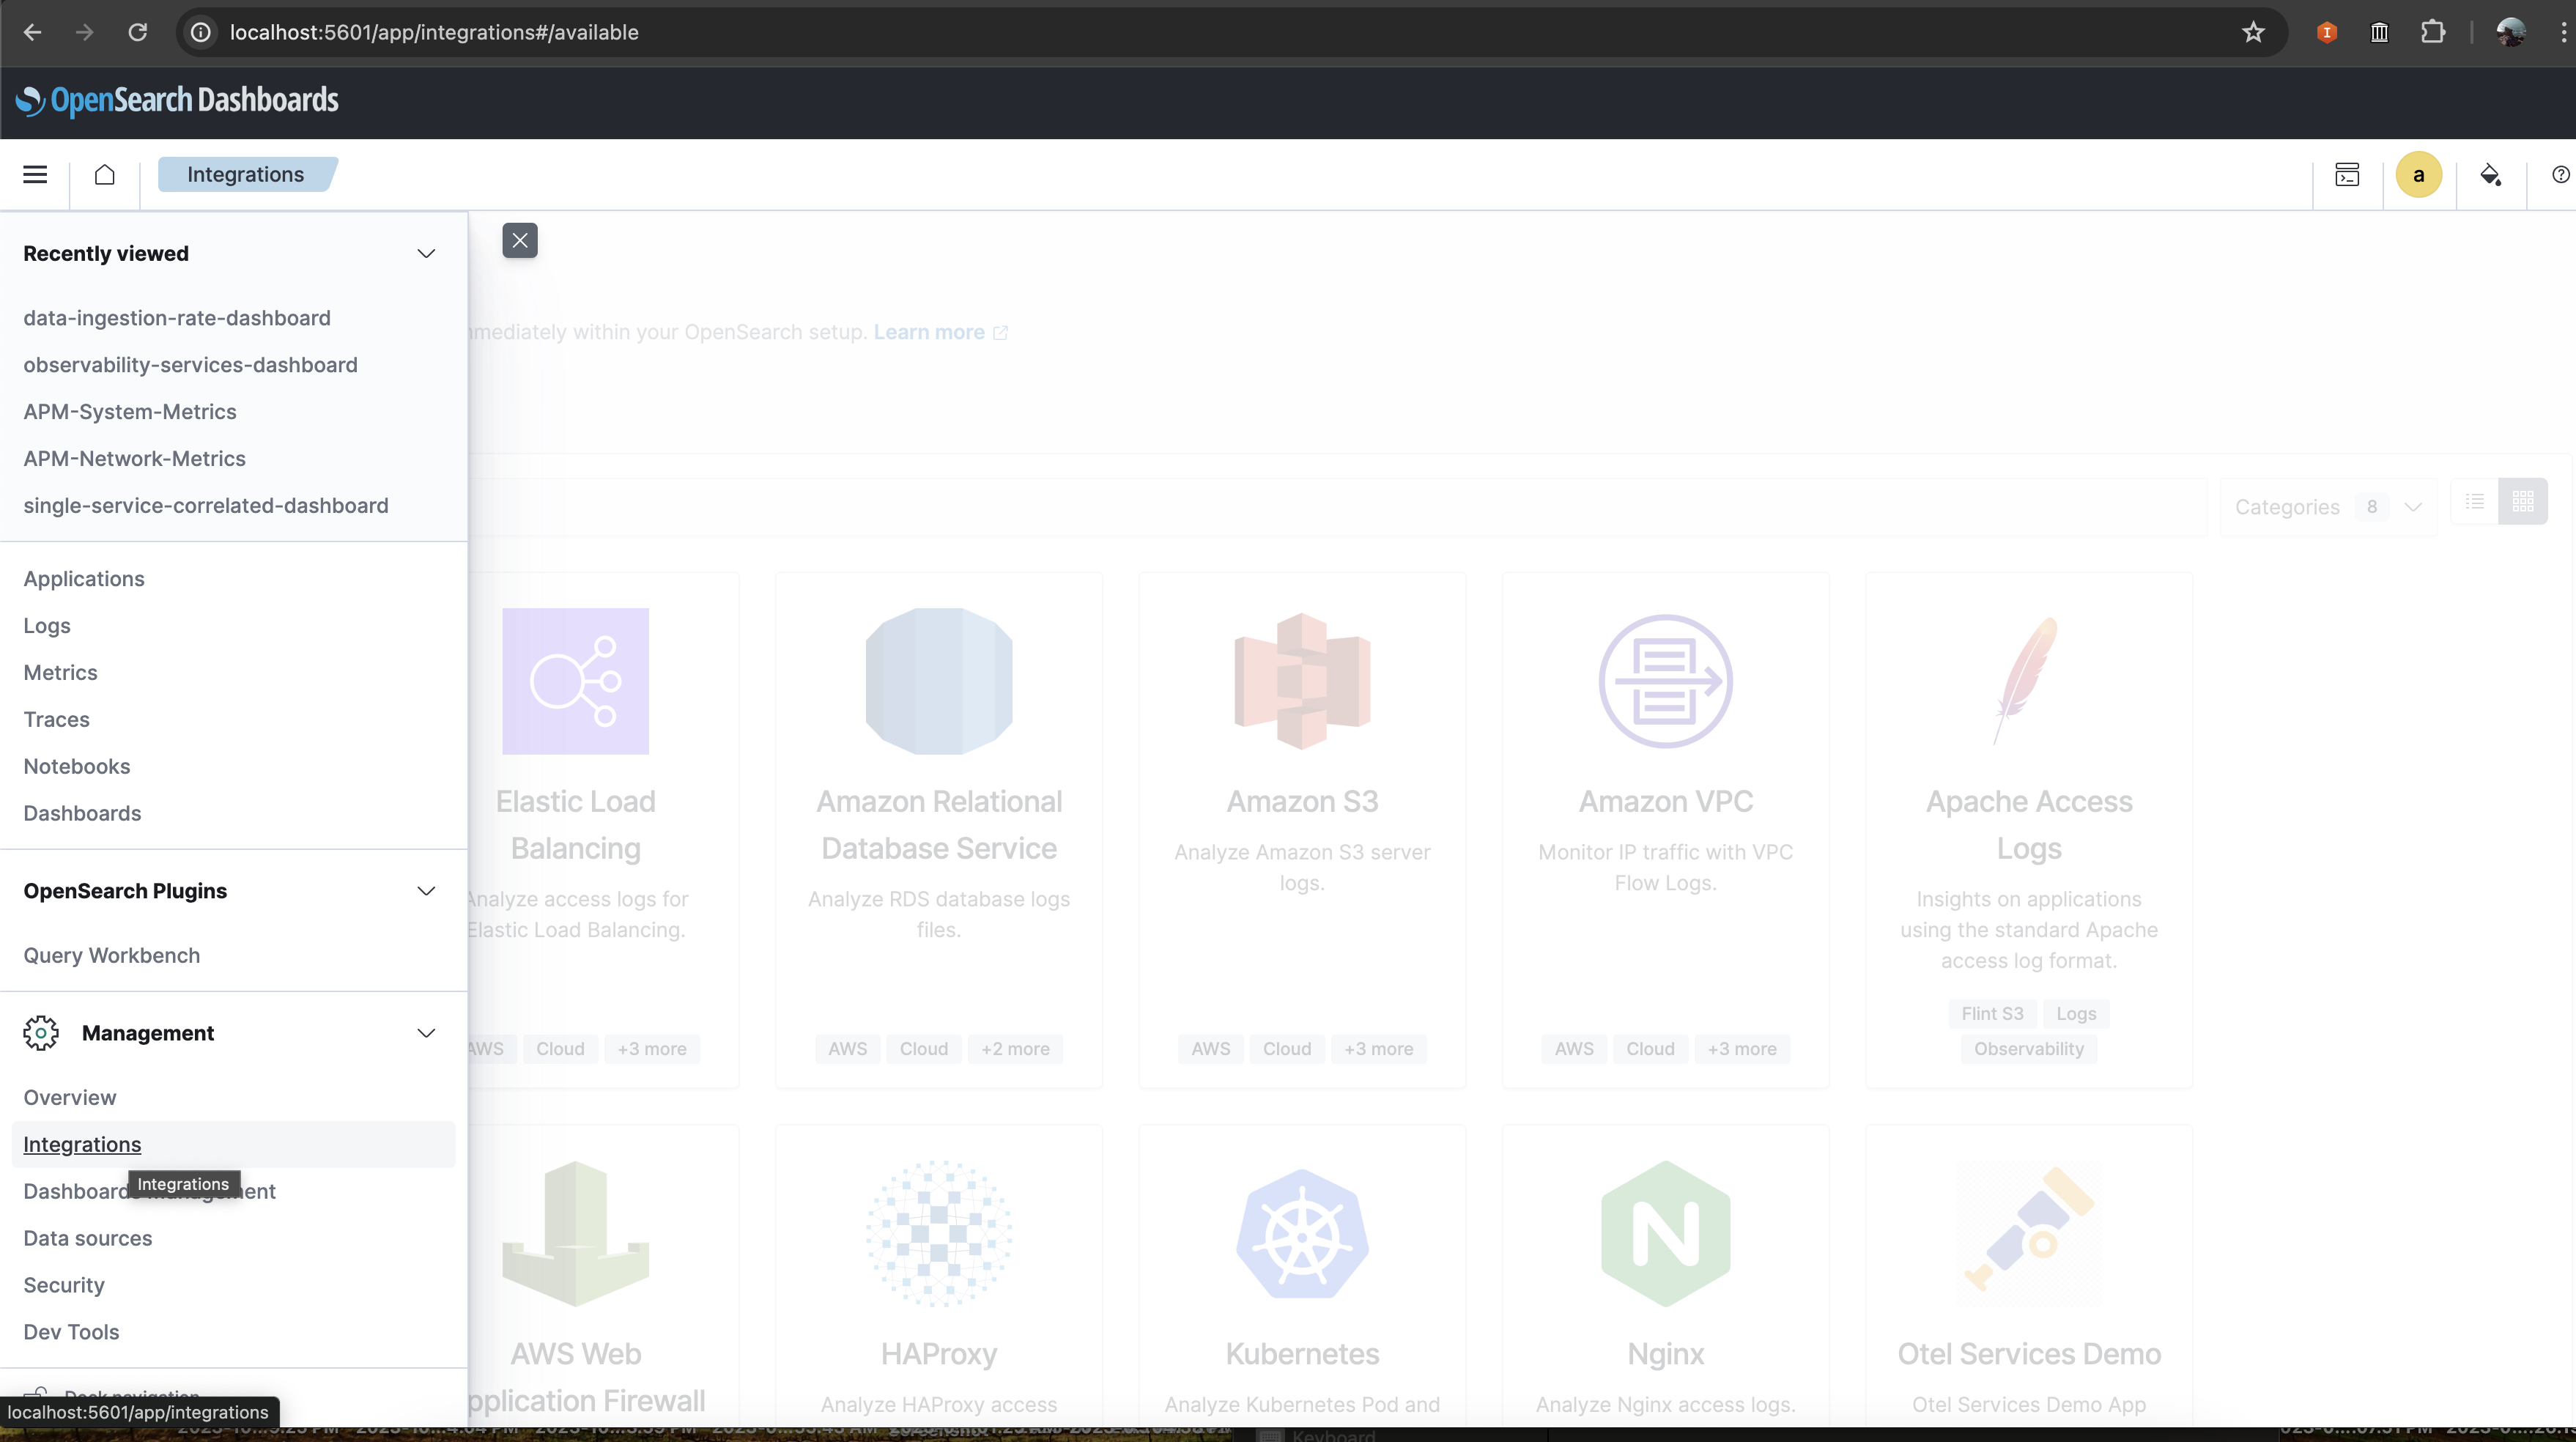 localhost:5601/app/integrations#/available
OpenSearch Dashboards
Integrations
a
Recently viewed
data-ingestion-rate-dashboard
observability-services-dashboard
APM-System-Metrics
APM-Network-Metrics
single-service-correlated-dashboard
Applications
Logs
Metrics
Traces
Notebooks
Dashboards
OpenSearch Plugins
Query Workbench
Management
Overview
Integrations
Integrations
Dashboards Management
Data sources
Security
Dev Tools
Dock navigation
localhost:5601/app/integrations
mmediately within your OpenSearch setup. Learn more
Categories 8
Elastic Load
Balancing
Analyze access logs for
Elastic Load Balancing.
AWS Cloud +3 more
Amazon Relational
Database Service
Analyze RDS database logs
files.
AWS Cloud +2 more
Amazon S3
Analyze Amazon S3 server
logs.
AWS Cloud +3 more
Amazon VPC
Monitor IP traffic with VPC
Flow Logs.
AWS Cloud +3 more
Apache Access
Logs
Insights on applications
using the standard Apache
access log format.
Flint S3 Logs
Observability
AWS Web
pplication Firewall
HAProxy
Analyze HAProxy access
Kubernetes
Analyze Kubernetes Pod and
Nginx
Analyze Nginx access logs.
Otel Services Demo
Otel Services Demo App
Keyboard